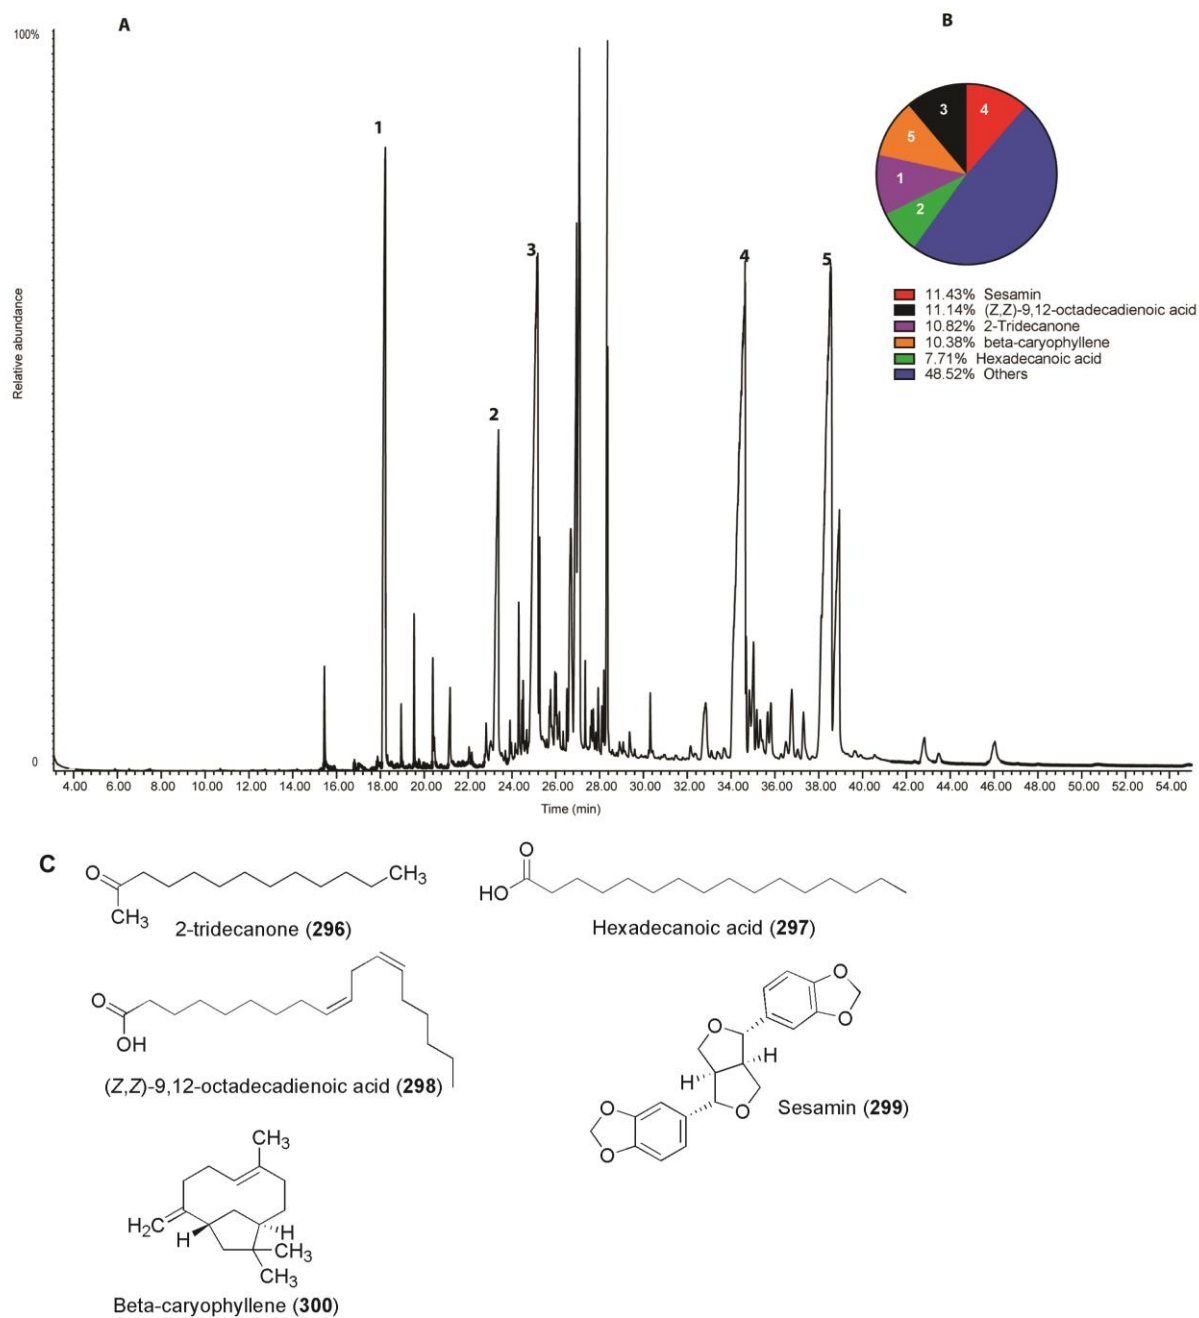 A
B
100%
Relative abundance
0
1
2
3
4
5
4.00 6.00 8.00 10.00 12.00 14.00 16.00 18.00 20.00 22.00 24.00 26.00 28.00 30.00 32.00 34.00 36.00 38.00 40.00 42.00 44.00 46.00 48.00 50.00 52.00 54.00
Time (min)
3
4
5
1
2
11.43% Sesamin
11.14% (Z,Z)-9,12-octadecadienoic acid
10.82% 2-Tridecanone
10.38% beta-caryophyllene
7.71% Hexadecanoic acid
48.52% Others
C
O
CH3
CH3
2-tridecanone (296)
O
HO
Hexadecanoic acid (297)
O
OH
(Z,Z)-9,12-octadecadienoic acid (298)
O
O
O
H
H
O
O
O
Sesamin (299)
CH3
H2C
H
H
CH3
CH3
Beta-caryophyllene (300)